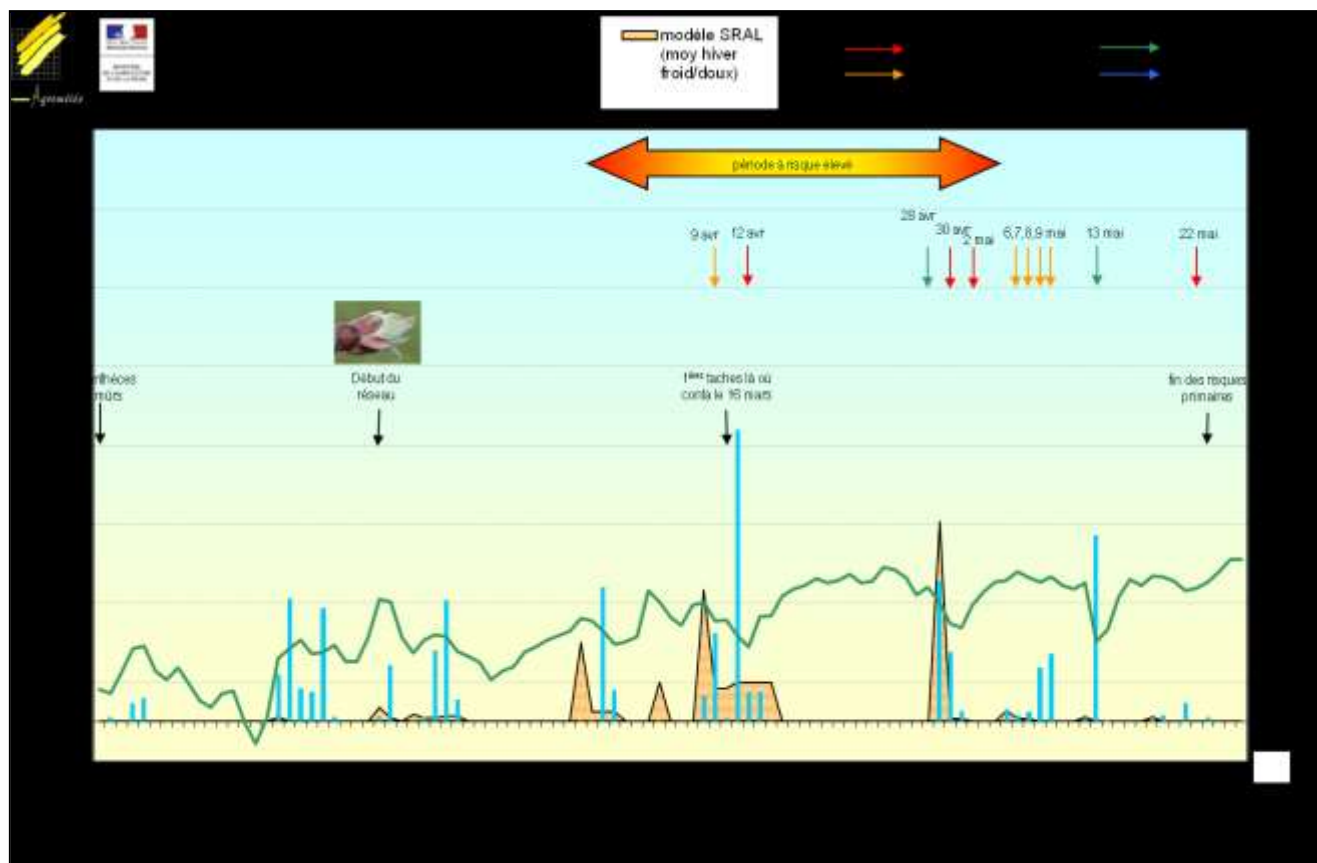 modèle SRAL
(moy hiver
froid/doux)
Agrométéo
période à risque élevé
28 avr
9 avr
12 avr
30 avr
2 mai
6,7,8,9 mai
13 mai
22 mai
Début du
réseau
1ères taches là où
conta le 16 mars
fin des risques
primaires
mûrs